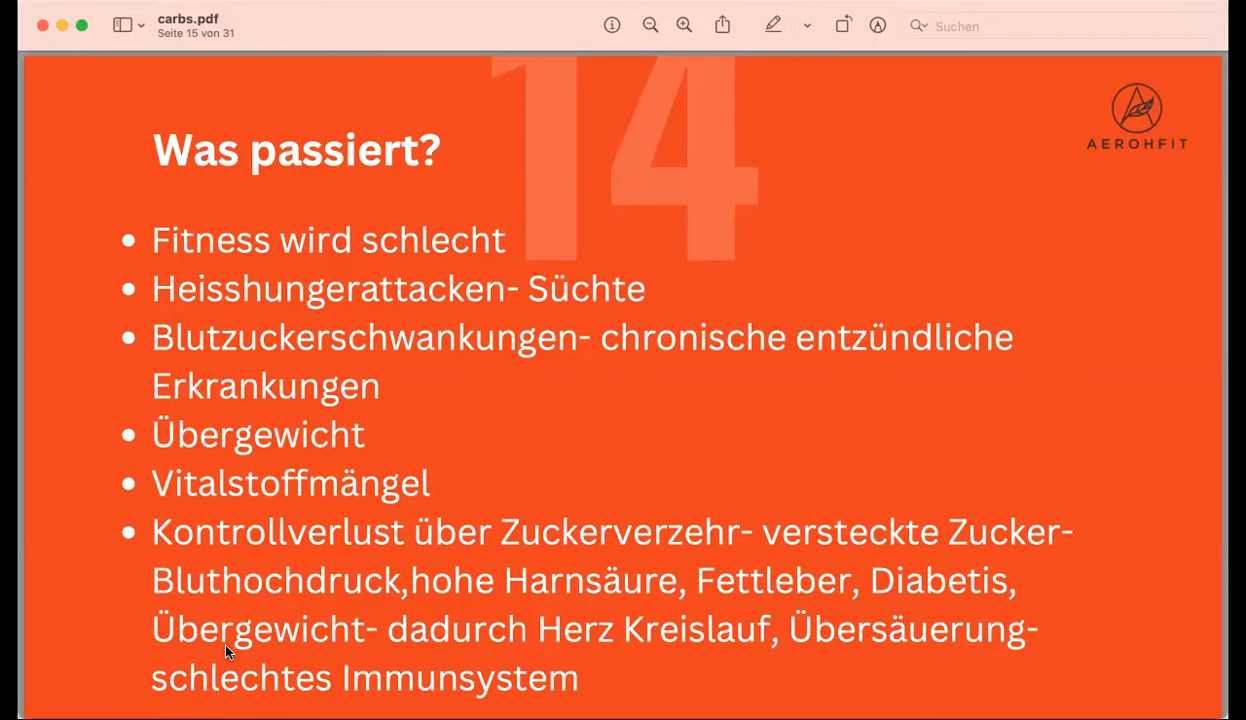 carbs.pdf
Seite 15 von 31
Suchen
14
AEROHFIT
Was passiert?
• Fitness wird schlecht
• Heisshungerattacken- Süchte
• Blutzuckerschwankungen- chronische entzündliche
Erkrankungen
• Übergewicht
• Vitalstoffmängel
• Kontrollverlust über Zuckerverzehr- versteckte Zucker-
Bluthochdruck,hohe Harnsäure, Fettleber, Diabetis,
Übergewicht- dadurch Herz Kreislauf, Übersäuerung-
schlechtes Immunsystem